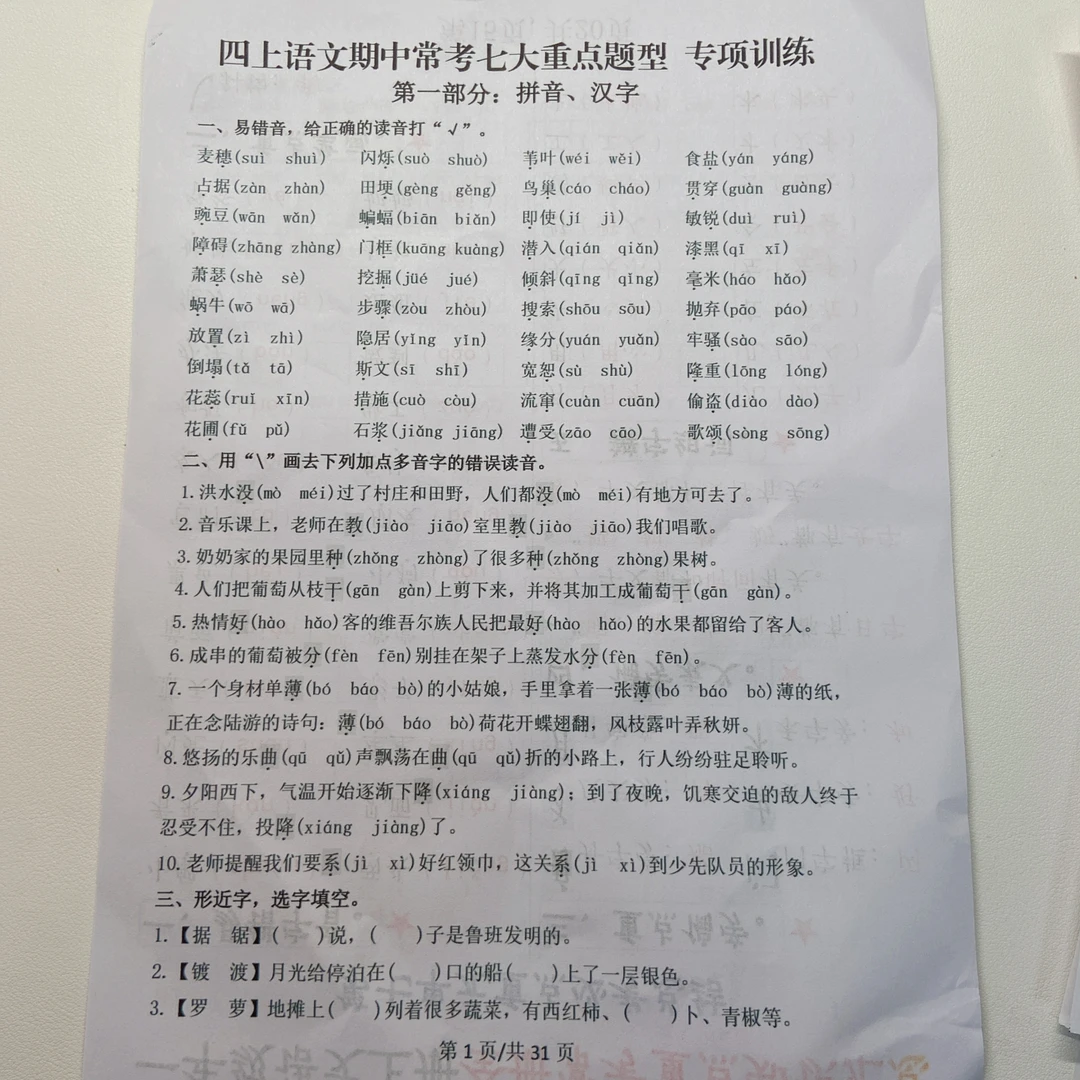 四上语文期中常考七大重点题型 专项训练
第一部分：拼音、汉字
一、易错音，给正确的读音打“√”。
麦穗(suì shuì) 闪烁(suò shuò) 苇叶(wéi wěi) 食盐(yán yáng)
占据(zàn zhàn) 田埂(gèng gěng) 鸟巢(cáo cháo) 贯穿(guàn guàng)
豌豆(wān wǎn) 蝙蝠(biān biǎn) 即使(jí jì) 敏锐(duì ruì)
障碍(zhāng zhàng) 门框(kuāng kuàng) 潜入(qián qiǎn) 漆黑(qī xī)
萧瑟(shè sè) 挖掘(jüé jué) 倾斜(qīng qǐng) 毫米(háo hǎo)
蜗牛(wō wā) 步骤(zòu zhòu) 搜索(shōu sōu) 抛弃(pāo páo)
放置(zì zhì) 隐居(yǐng yǐn) 缘分(yuán yuǎn) 牢骚(sào sāo)
倒塌(tǎ tā) 斯文(sī shī) 宽恕(sù shù) 隆重(lōng lóng)
花蕊(ruǐ xīn) 措施(cuò còu) 流窜(cuàn cuān) 偷盗(diào dào)
花圃(fǔ pǔ) 石浆(jiǎng jiāng) 遭受(zāo cāo) 歌颂(sòng sōng)
二、用“\”画去下列加点多音字的错误读音。
1.洪水没(mò méi)过了村庄和田野，人们都没(mò méi)有地方可去了。
2.音乐课上，老师在教(jiào jiāo)室里教(jiào jiāo)我们唱歌。
3.奶奶家的果园里种(zhǒng zhòng)了很多种(zhǒng zhòng)果树。
4.人们把葡萄从枝干(gān gàn)上剪下来，并将其加工成葡萄干(gān gàn)。
5.热情好(hào hǎo)客的维吾尔族人民把最好(hào hǎo)的水果都留给了客人。
6.成串的葡萄被分(fèn fēn)别挂在架子上蒸发水分(fèn fēn)。
7.一个身材单薄(bó báo bò)的小姑娘，手里拿着一张薄(bó báo bò)薄的纸，
正在念陆游的诗句：薄(bó báo bò)荷花开蝶翅翻，风枝露叶弄秋妍。
8.悠扬的乐曲(qū qǔ)声飘荡在曲(qū qǔ)折的小路上，行人纷纷驻足聆听。
9.夕阳西下，气温开始逐渐下降(xiáng jiàng)；到了夜晚，饥寒交迫的敌人终于
忍受不住，投降(xiáng jiàng)了。
10.老师提醒我们要系(jì xì)好红领巾，这关系(jì xì)到少先队员的形象。
三、形近字，选字填空。
1.【据 锯】( )说，( )子是鲁班发明的。
2.【镀 渡】月光给停泊在( )口的船( )上了一层银色。
3.【罗 萝】地摊上( )列着很多蔬菜，有西红柿、( )卜、青椒等。
第 1 页/共 31 页